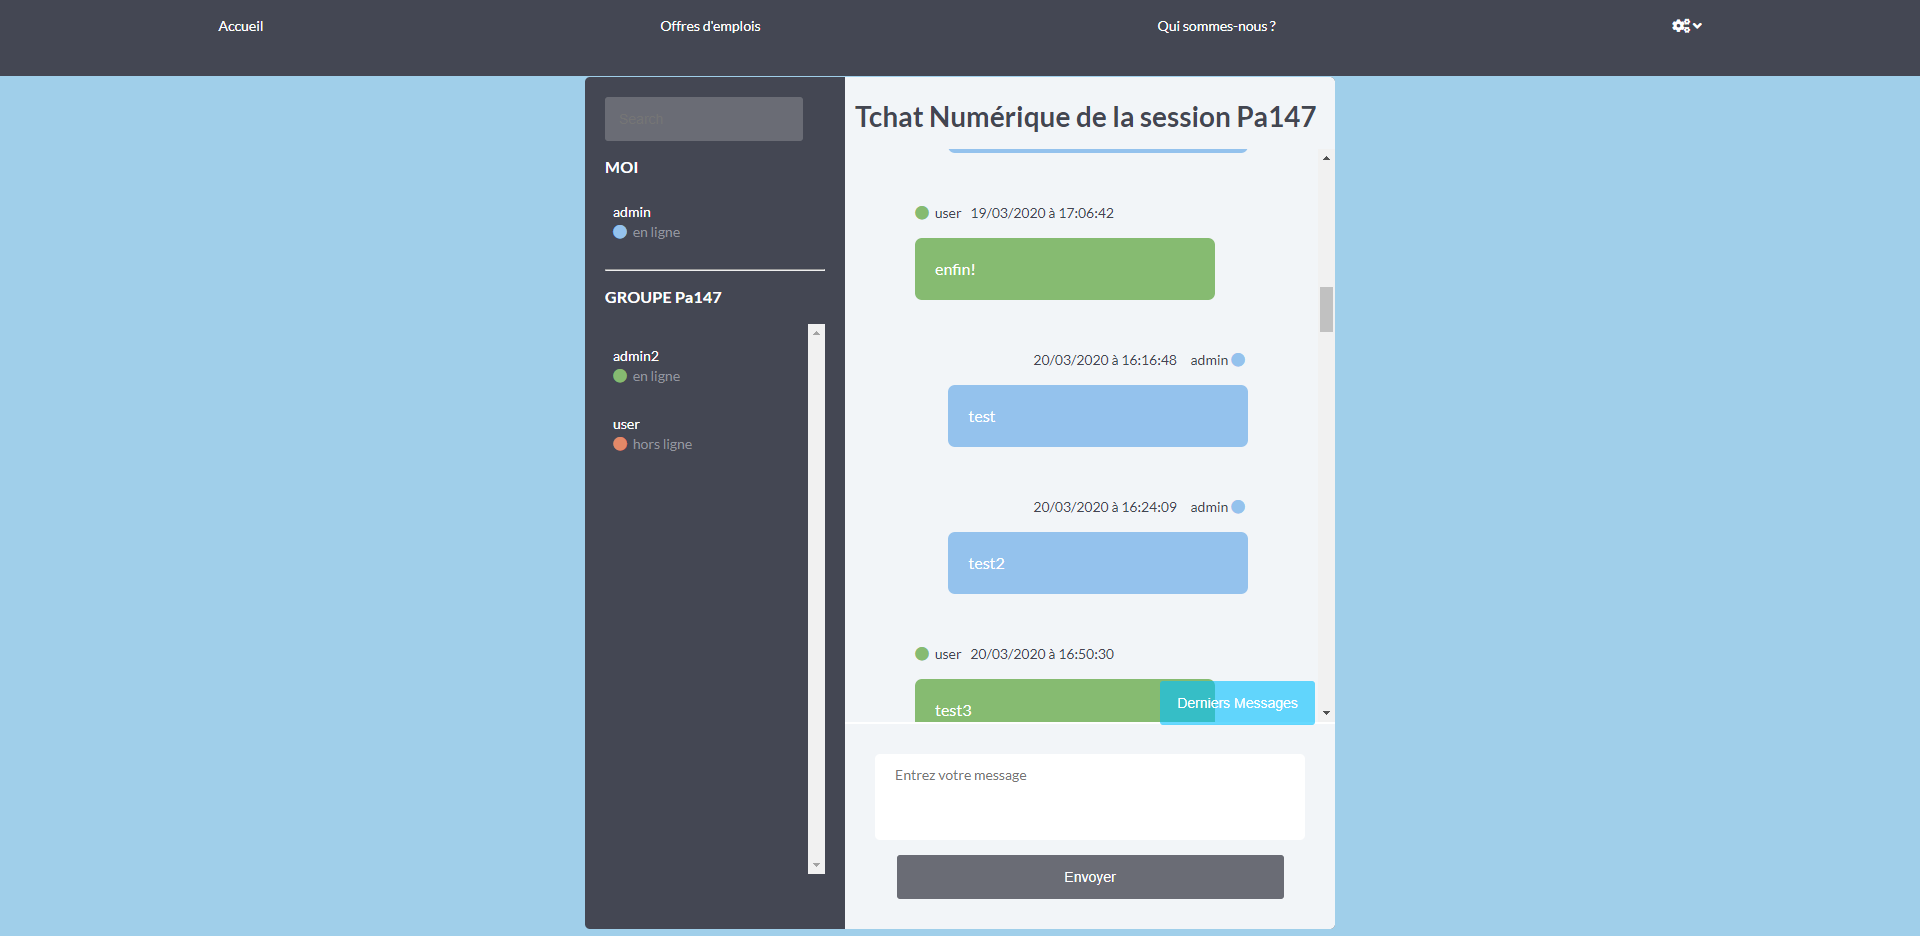 Accueil
Offres d'emplois
Qui sommes-nous ?
Search
MOI
admin
en ligne
GROUPE Pa147
admin2
en ligne
user
hors ligne
Tchat Numérique de la session Pa147
user 19/03/2020 à 17:06:42
enfin!
20/03/2020 à 16:16:48 admin
test
20/03/2020 à 16:24:09 admin
test2
user 20/03/2020 à 16:50:30
test3
Derniers Messages
Entrez votre message
Envoyer